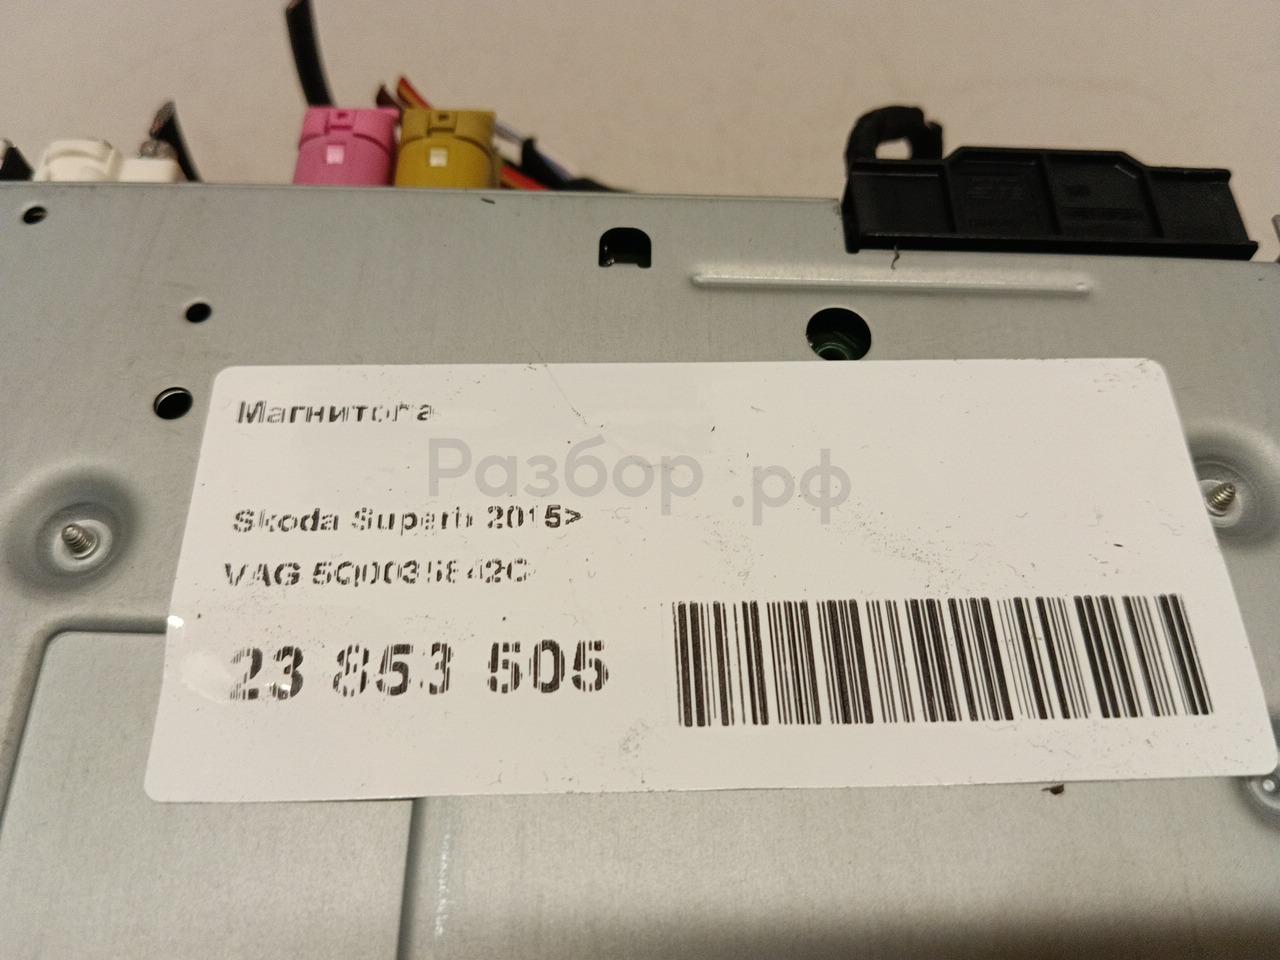 Магнитола
Разбор.рф
Skoda Superb 2015>
VAG 5Q0035842C
23 853 505